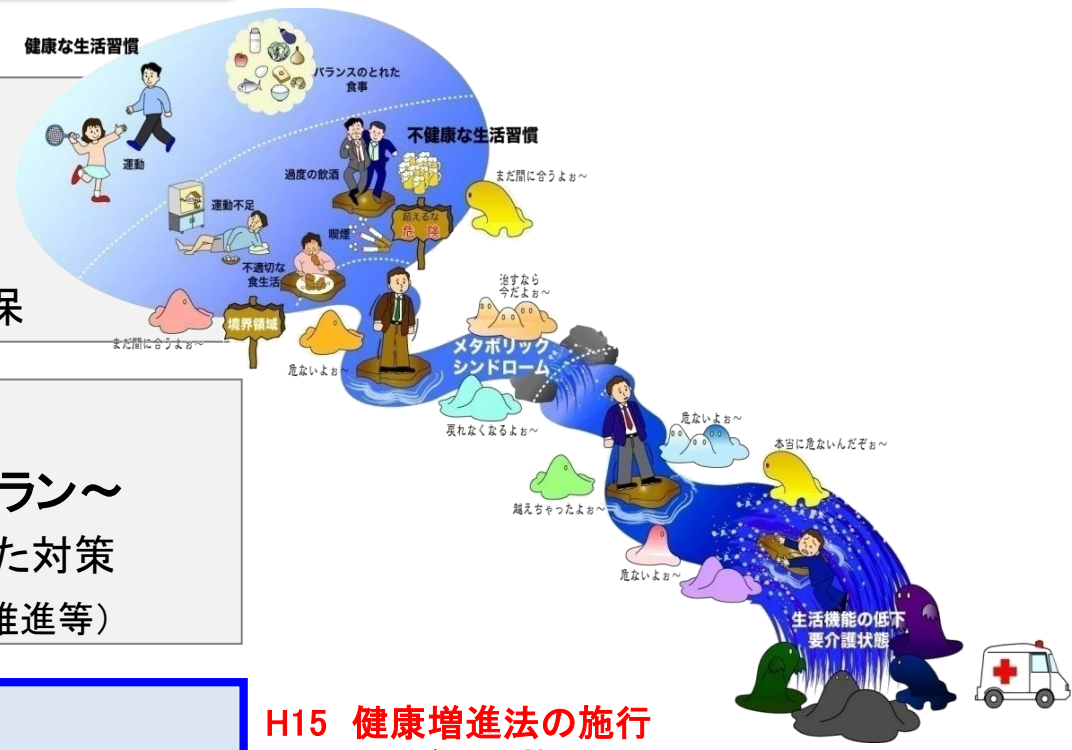 健康な生活習慣
バランスのとれた
食事
運動
不健康な生活習慣
過度の飲酒
まだ間に合うよぉ～
運動不足
超えるな
危険
喫煙
不適切な
食生活
治すなら
今だよぉ～
保
境界領域
まだ間に合うよぉ～
メタボリック
シンドローム
危ないよぉ～
戻れなくなるよぉ～
危ないよぉ～
本当に危ないんだぞぉ～
ラン～
た対策
推進等）
越えちゃったよぉ～
危ないよぉ～
生活機能の低下
要介護状態
H15 健康増進法の施行